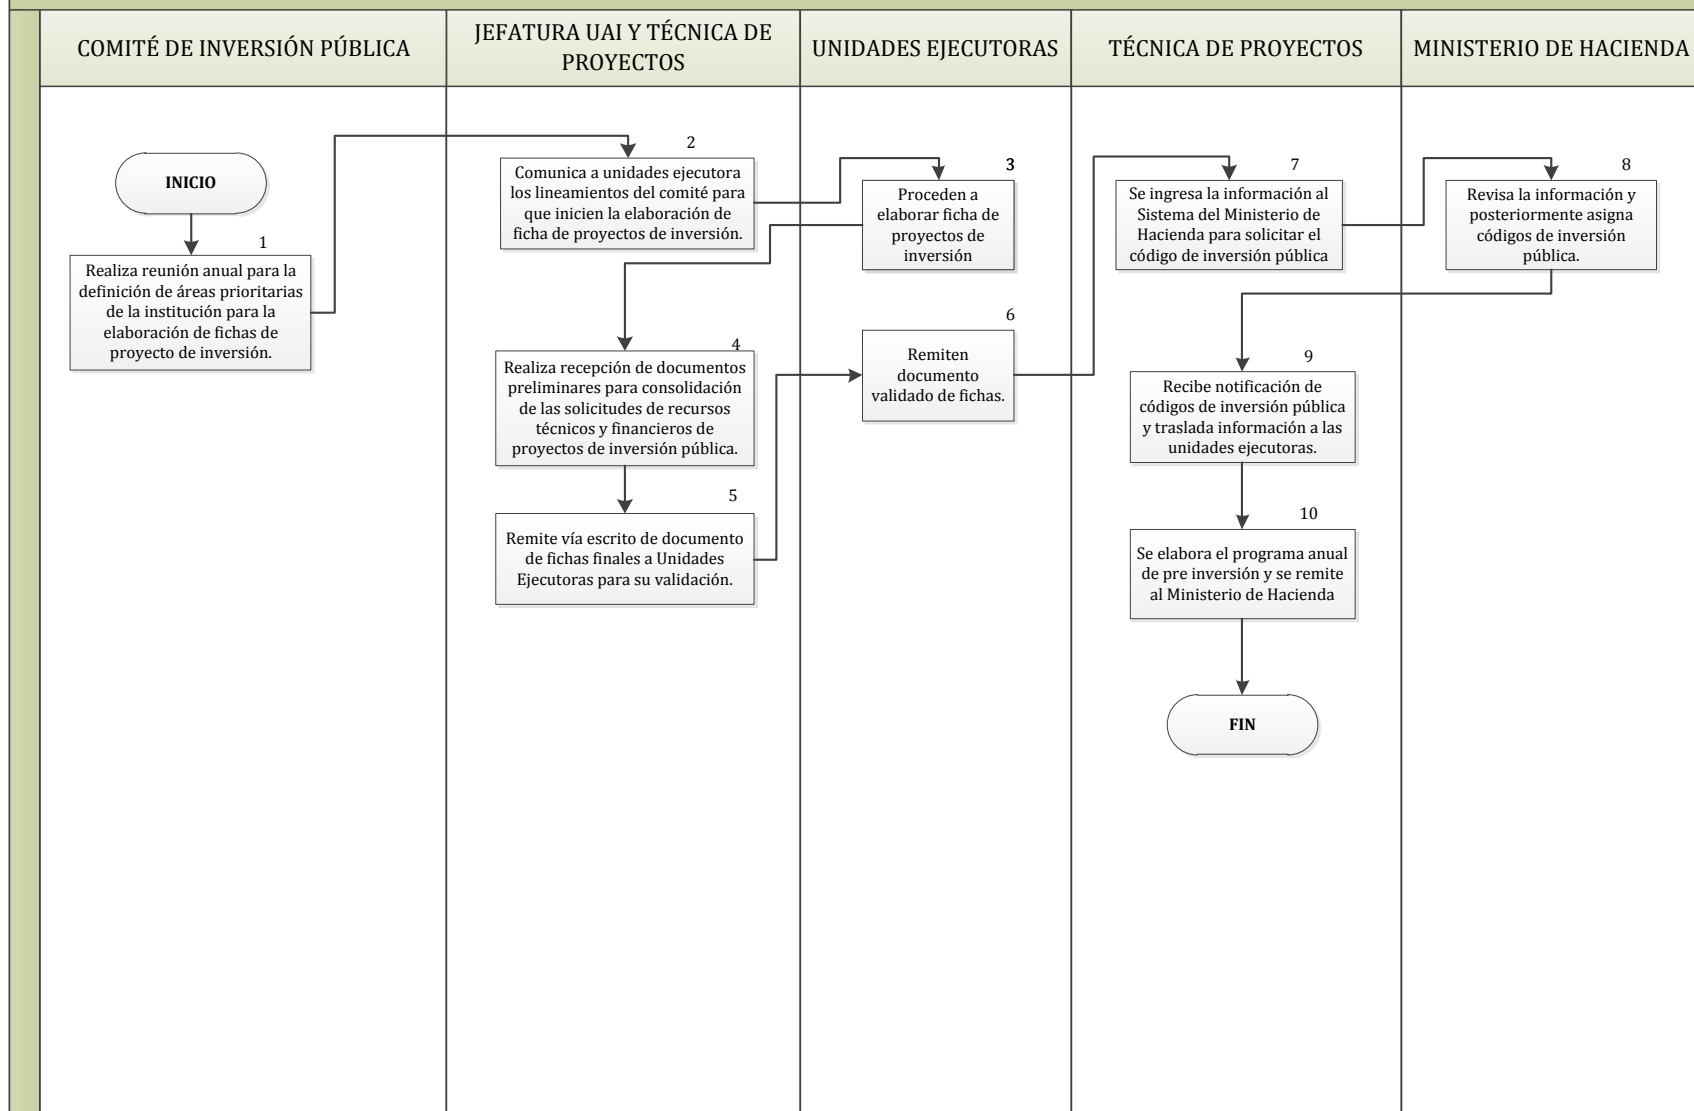 COMITÉ DE INVERSIÓN PÚBLICA
JEFATURA UAI Y TÉCNICA DE
PROYECTOS
UNIDADES EJECUTORAS
TÉCNICA DE PROYECTOS
MINISTERIO DE HACIENDA
INICIO
1
Realiza reunión anual para la
definición de áreas prioritarias
de la institución para la
elaboración de fichas de
proyecto de inversión.
2
Comunica a unidades ejecutora
los lineamientos del comité para
que inicien la elaboración de
ficha de proyectos de inversión.
3
Proceden a
elaborar ficha de
proyectos de
inversión
4
Realiza recepción de documentos
preliminares para consolidación
de las solicitudes de recursos
técnicos y financieros de
proyectos de inversión pública.
5
Remite vía escrito de documento
de fichas finales a Unidades
Ejecutoras para su validación.
6
Remiten
documento
validado de fichas.
7
Se ingresa la información al
Sistema del Ministerio de
Hacienda para solicitar el
código de inversión pública
8
Revisa la información y
posteriormente asigna
códigos de inversión
pública.
9
Recibe notificación de
códigos de inversión pública
y traslada información a las
unidades ejecutoras.
10
Se elabora el programa anual
de pre inversión y se remite
al Ministerio de Hacienda
FIN